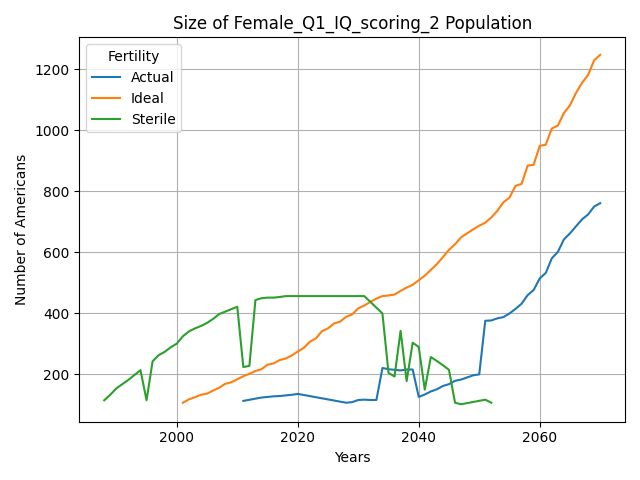 Size of Female_Q1_IQ_scoring_2 Population
Fertility
Actual
Ideal
Sterile
Number of Americans
1200
1000
800
600
400
200
2000
2020
2040
2060
Years